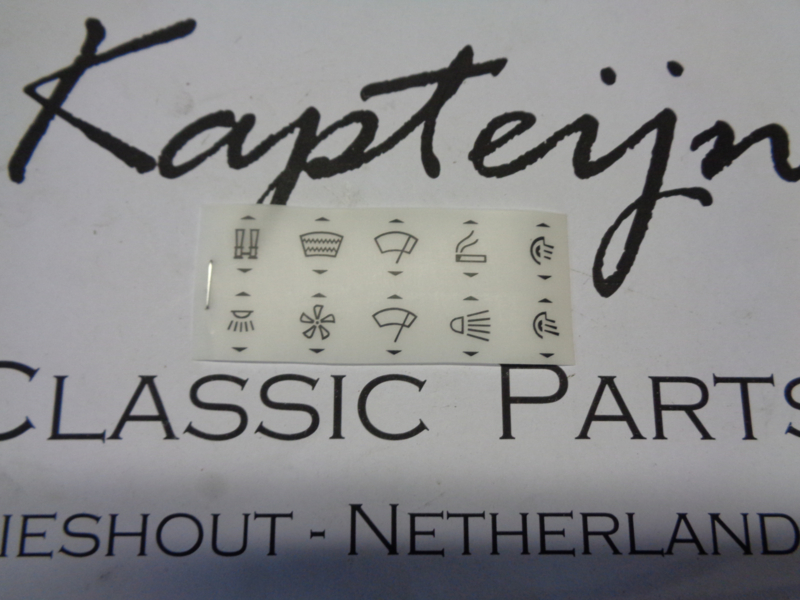 Kapteijn
CLASSIC PARTS
IESHOUT - NETHERLAND